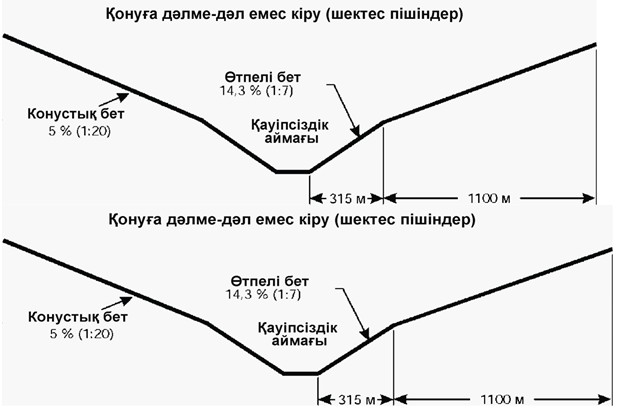 Қонуға дәлме-дәл емес кіру (шектес пішіндер)
Өтпелі бет
14,3 % (1:7)
Конустық бет
5 % (1:20)
Қауіпсіздік
аймағы
315 м
1100 м
Қонуға дәлме-дәл емес кіру (шектес пішіндер)
Өтпелі бет
14,3 % (1:7)
Конустық бет
5 % (1:20)
Қауіпсіздік
аймағы
315 м
1100 м